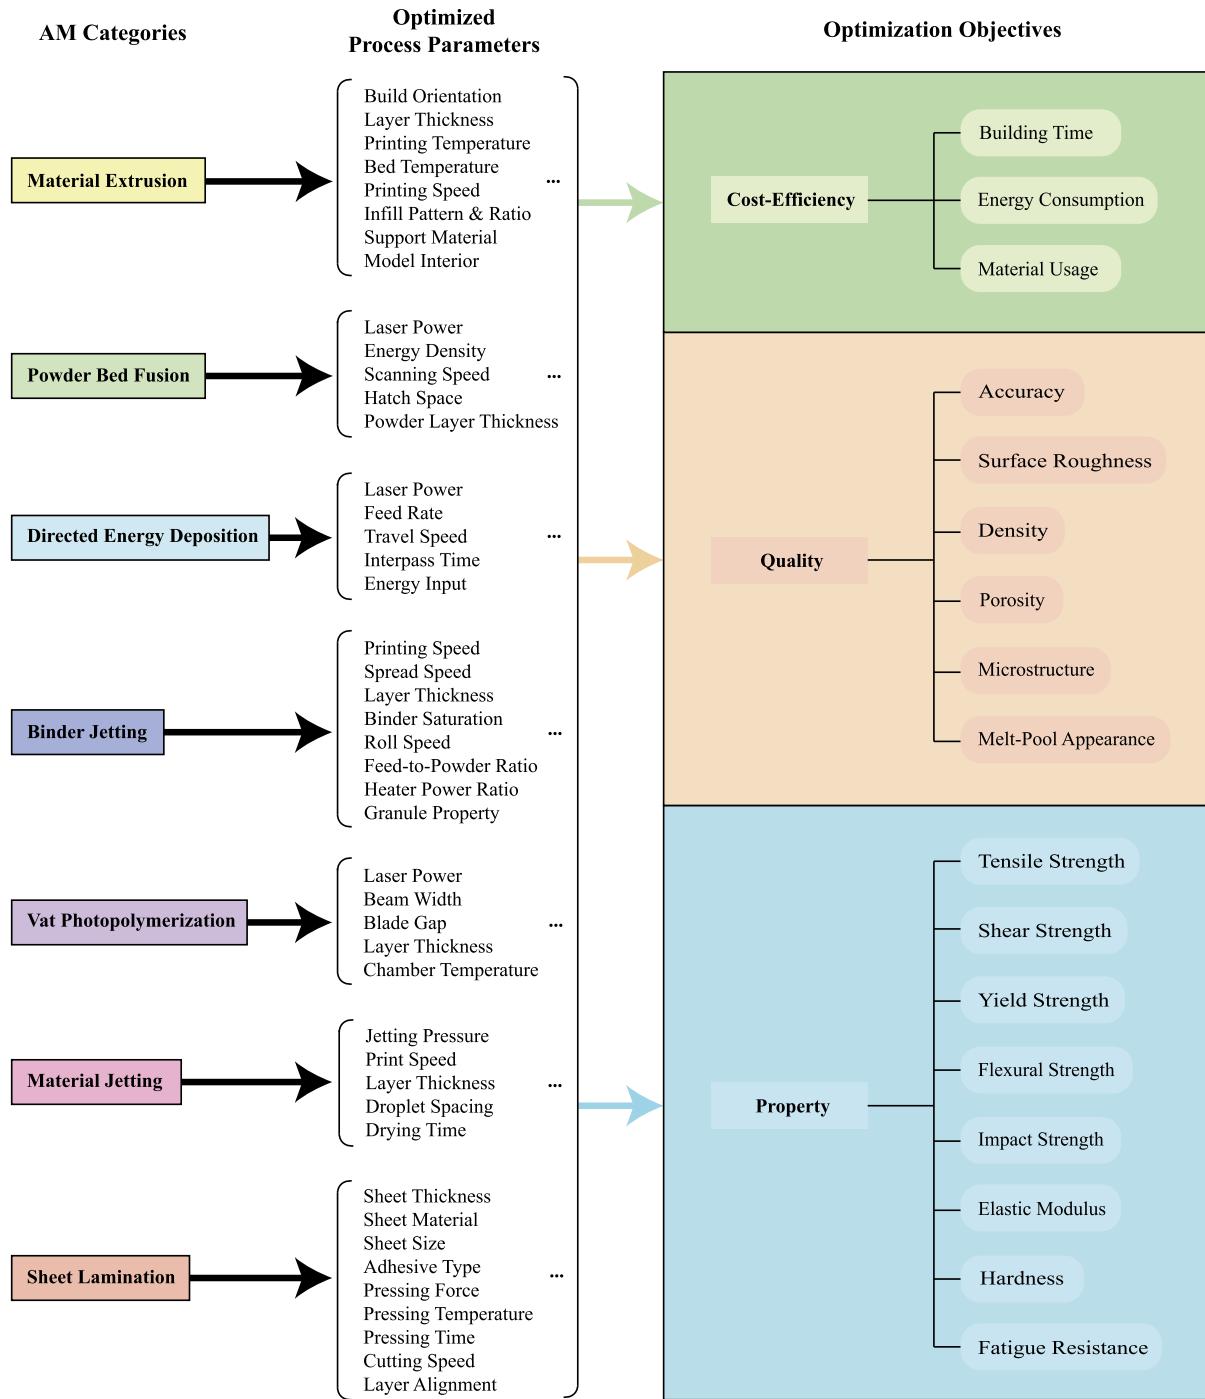 AM Categories
Optimized
Process Parameters
Optimization Objectives
Material Extrusion
Build Orientation
Layer Thickness
Printing Temperature
Bed Temperature
Printing Speed
Infill Pattern & Ratio
Support Material
Model Interior
...
Powder Bed Fusion
Laser Power
Energy Density
Scanning Speed
Hatch Space
Powder Layer Thickness
...
Directed Energy Deposition
Laser Power
Feed Rate
Travel Speed
Interpass Time
Energy Input
...
Binder Jetting
Printing Speed
Spread Speed
Layer Thickness
Binder Saturation
Roll Speed
Feed-to-Powder Ratio
Heater Power Ratio
Granule Property
...
Vat Photopolymerization
Laser Power
Beam Width
Blade Gap
Layer Thickness
Chamber Temperature
...
Material Jetting
Jetting Pressure
Print Speed
Layer Thickness
Droplet Spacing
Drying Time
...
Sheet Lamination
Sheet Thickness
Sheet Material
Sheet Size
Adhesive Type
Pressing Force
Pressing Temperature
Pressing Time
Cutting Speed
Layer Alignment
...
Cost-Efficiency
Building Time
Energy Consumption
Material Usage
Quality
Accuracy
Surface Roughness
Density
Porosity
Microstructure
Melt-Pool Appearance
Property
Tensile Strength
Shear Strength
Yield Strength
Flexural Strength
Impact Strength
Elastic Modulus
Hardness
Fatigue Resistance